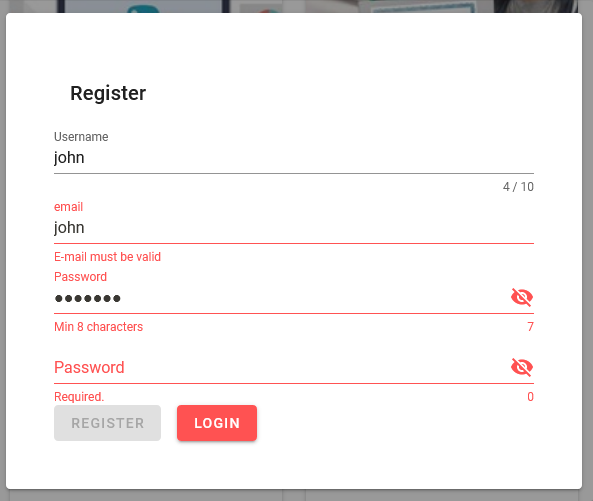 Register
Username
john
4 / 10
email
john
E-mail must be valid
Password
●●●●●●●
Min 8 characters 7
Password
Required. 0
REGISTER LOGIN